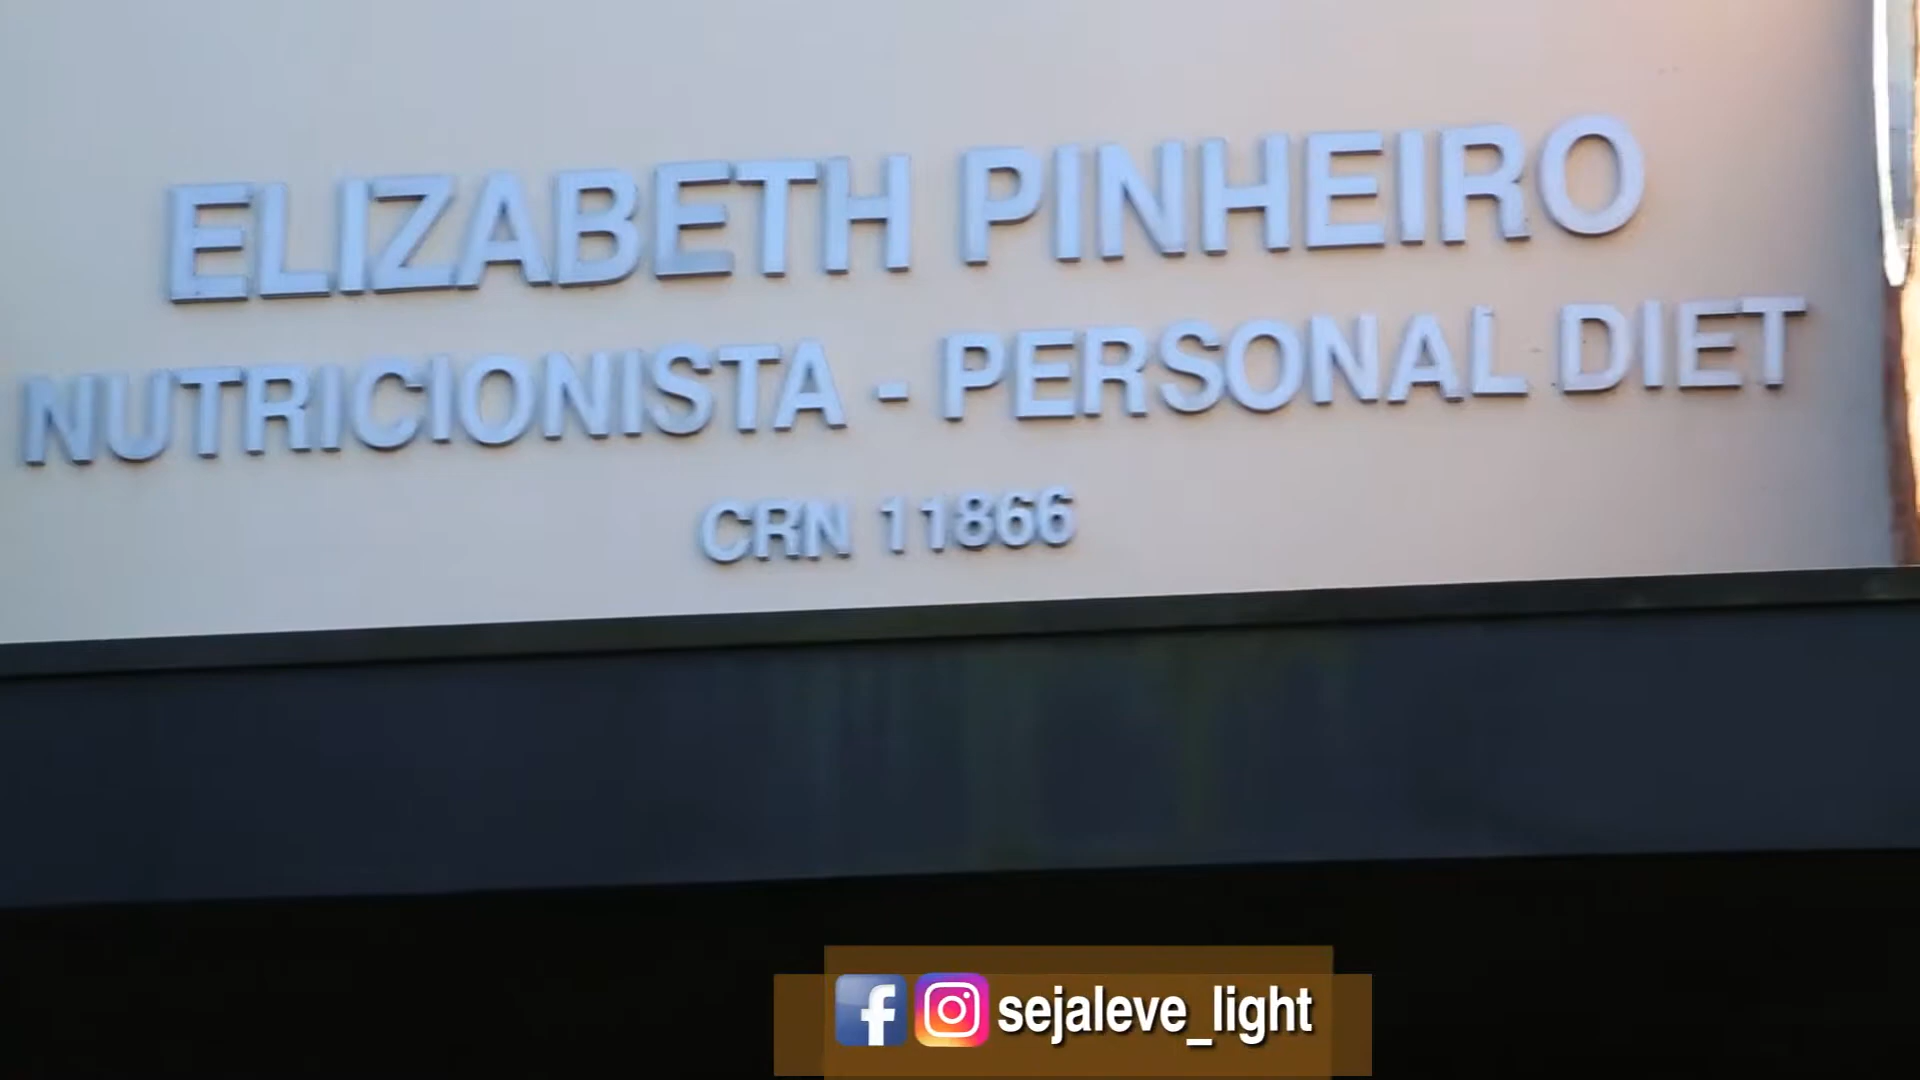 ELIZABETH PINHEIRO
NUTRICIONISTA - PERSONAL DIET
CRN 11866
sejaleve_light